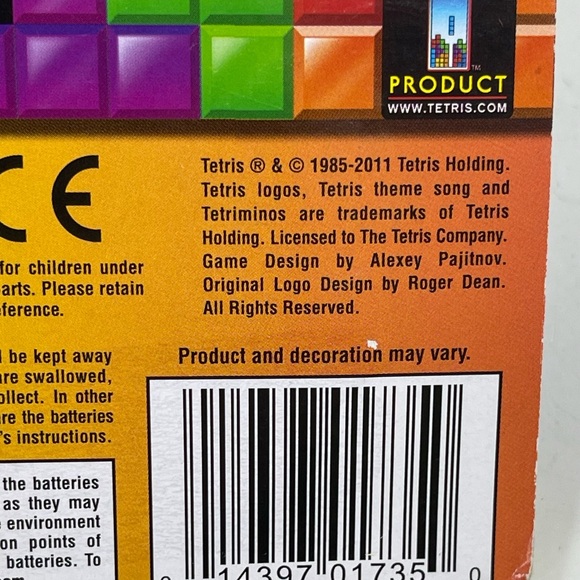 PRODUCT
WWW.TETRIS.COM
CE
Tetris ® & © 1985-2011 Tetris Holding.
Tetris logos, Tetris theme song and
Tetriminos are trademarks of Tetris
Holding. Licensed to The Tetris Company.
Game Design by Alexey Pajitnov.
Original Logo Design by Roger Dean.
All Rights Reserved.
for children under
arts. Please retain
eference.
Product and decoration may vary.
l be kept away
are swallowed,
ollect. In other
re the batteries
's instructions.
the batteries
as they may
environment
on points of
batteries. To
14397 01735 0